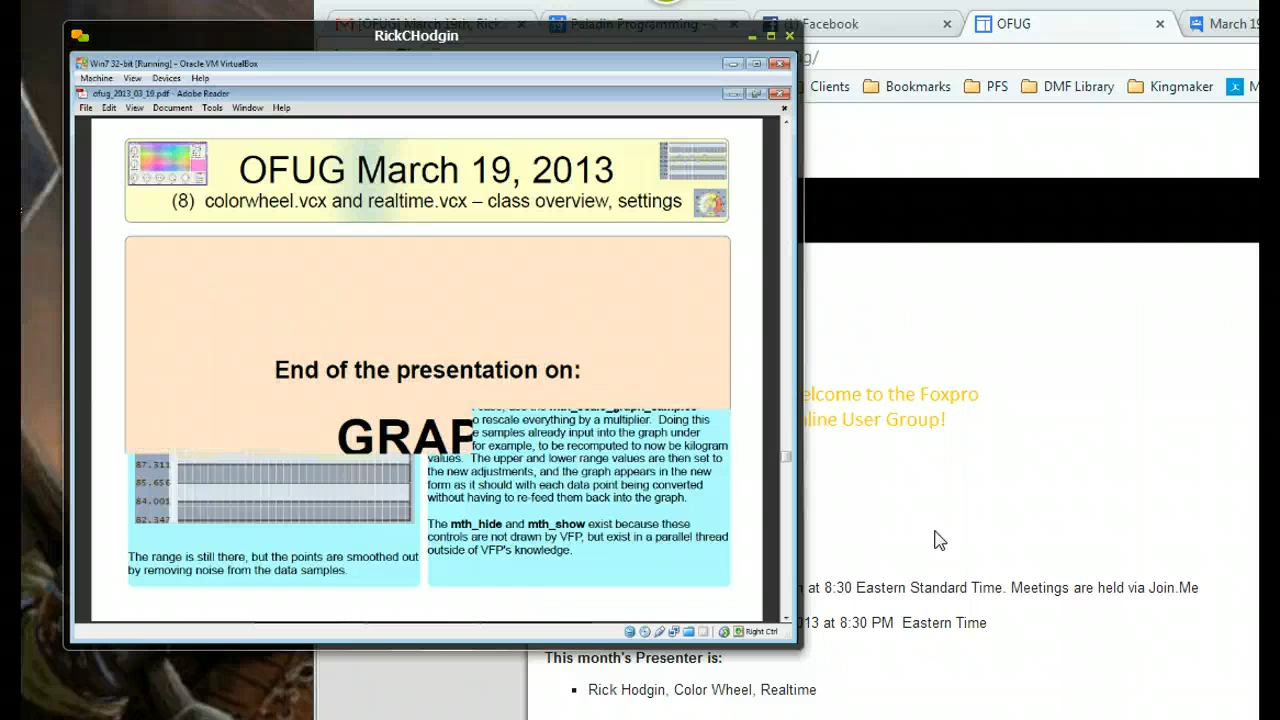 [OFUG] March 19th, Rick
Paladin Programming
(1) Facebook
OFUG
March 19
RickCHodgin
g/
Clients
Bookmarks
PFS
DMF Library
Kingmaker
Win7 32-bit [Running] - Oracle VM VirtualBox
Machine View Devices Help
ofug_2013_03_19.pdf - Adobe Reader
File Edit View Document Tools Window Help
OFUG March 19, 2013
(8) colorwheel.vcx and realtime.vcx – class overview, settings
End of the presentation on:
GRAP
mth_scale_graph_samples
o rescale everything by a multiplier. Doing this
e samples already input into the graph under
for example, to be recomputed to now be kilogram
values. The upper and lower range values are then set to
the new adjustments, and the graph appears in the new
form as it should with each data point being converted
without having to re-feed them back into the graph.
The mth_hide and mth_show exist because these
controls are not drawn by VFP, but exist in a parallel thread
outside of VFP's knowledge.
87.311
85.656
84.001
82.347
The range is still there, but the points are smoothed out
by removing noise from the data samples.
Right Ctrl
elcome to the Foxpro
nline User Group!
at 8:30 Eastern Standard Time. Meetings are held via Join.Me
13 at 8:30 PM Eastern Time
This month's Presenter is:
Rick Hodgin, Color Wheel, Realtime